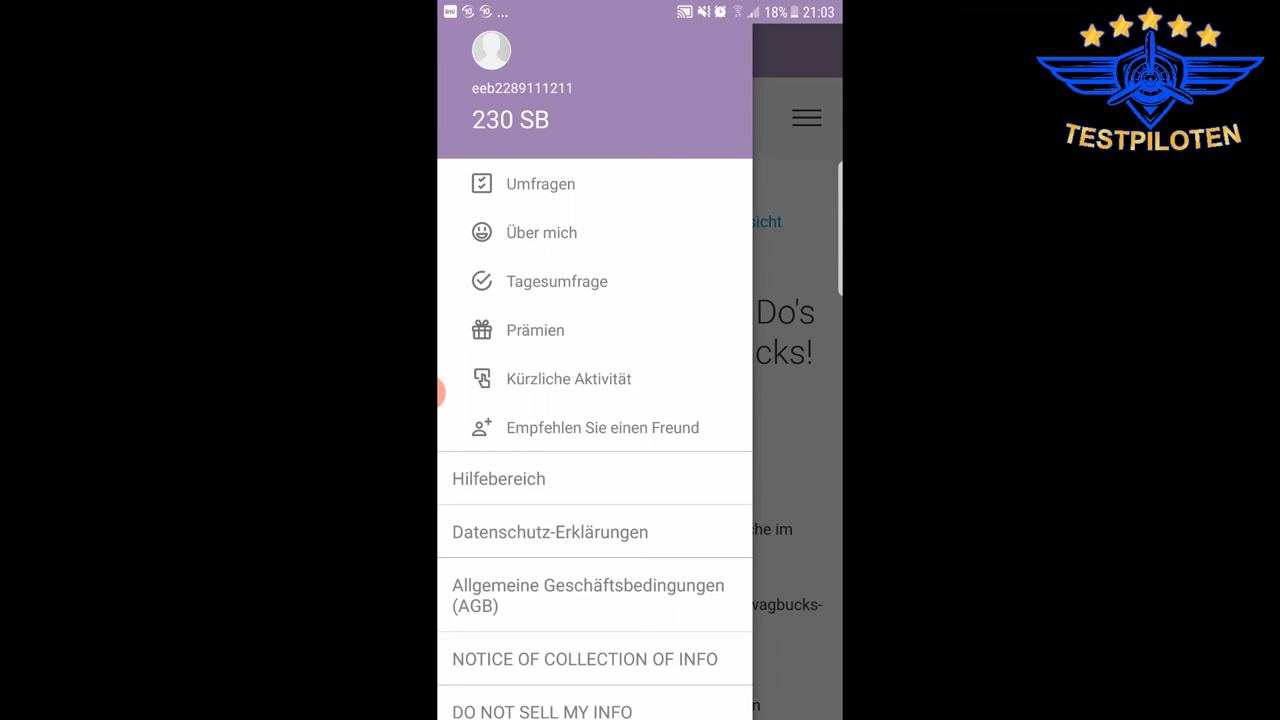 18% 21:03
eeb2289111211
230 SB
Umfragen
Über mich
Tagesumfrage
Prämien
Kürzliche Aktivität
Empfehlen Sie einen Freund
Hilfebereich
Datenschutz-Erklärungen
Allgemeine Geschäftsbedingungen
(AGB)
NOTICE OF COLLECTION OF INFO
DO NOT SELL MY INFO
sicht
Do's
cks!
che im
wagbucks-
m
TESTPILOTEN